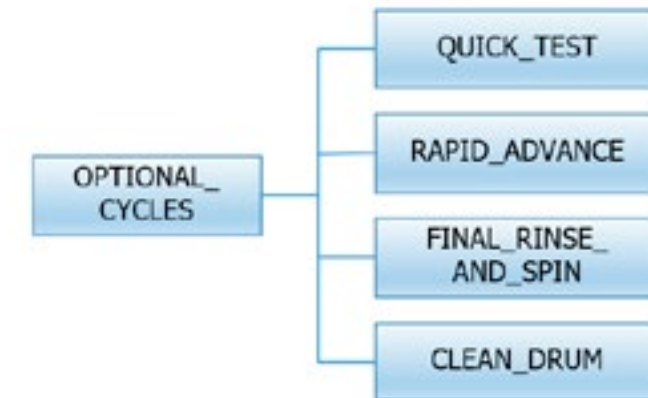 QUICK_TEST
RAPID_ADVANCE
OPTIONAL_
CYCLES
FINAL_RINSE_
AND_SPIN
CLEAN_DRUM